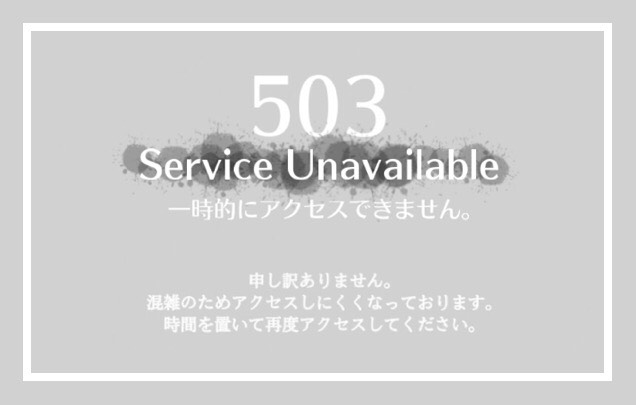 503
Service Unavailable
一時的にアクセスできません。
申し訳ありません。
混雑のためアクセスしにくくなっております。
時間を置いて再度アクセスしてください。